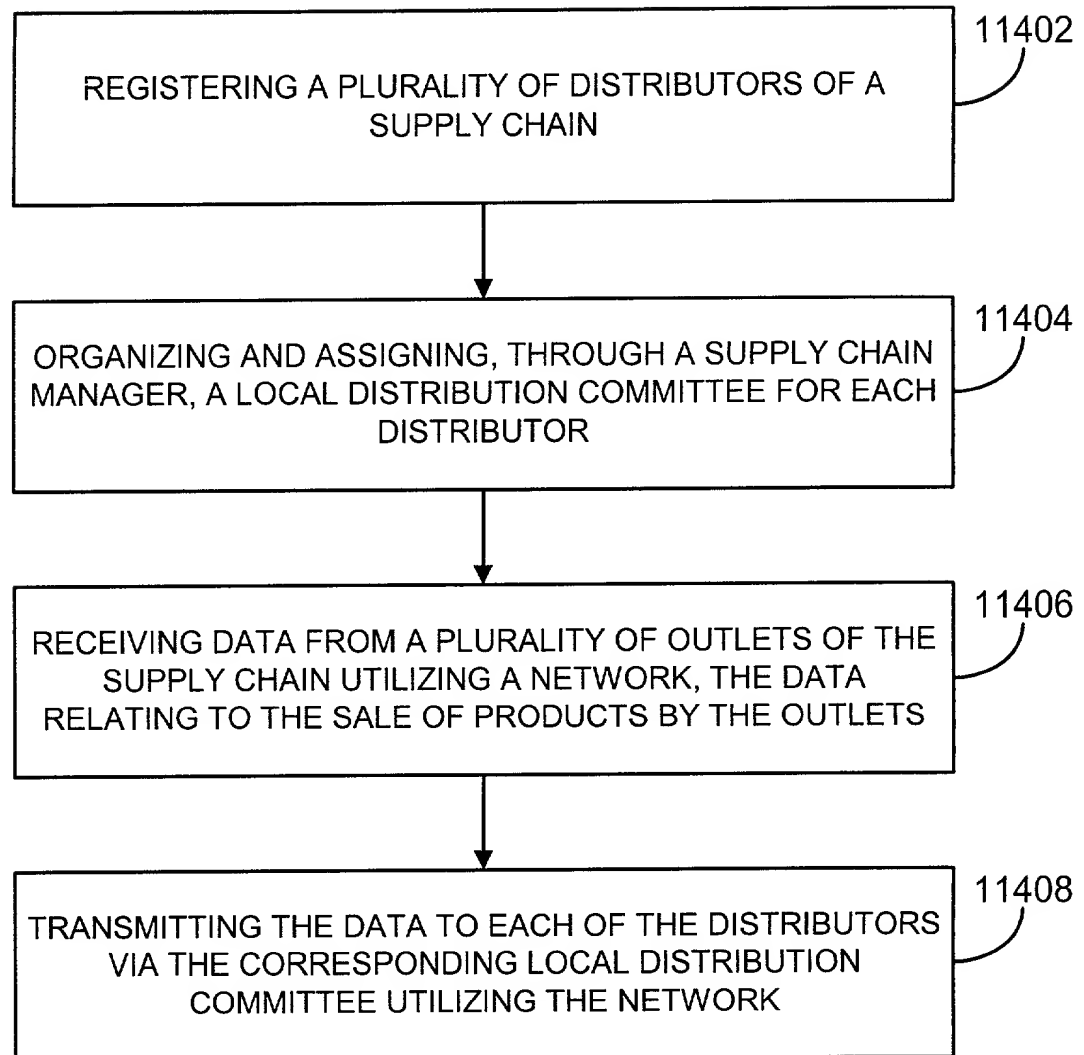 11402
REGISTERING A PLURALITY OF DISTRIBUTORS OF A
SUPPLY CHAIN
11404
ORGANIZING AND ASSIGNING, THROUGH A SUPPLY CHAIN
MANAGER, A LOCAL DISTRIBUTION COMMITTEE FOR EACH
DISTRIBUTOR
11406
RECEIVING DATA FROM A PLURALITY OF OUTLETS OF THE
SUPPLY CHAIN UTILIZING A NETWORK, THE DATA
RELATING TO THE SALE OF PRODUCTS BY THE OUTLETS
11408
TRANSMITTING THE DATA TO EACH OF THE DISTRIBUTORS
VIA THE CORRESPONDING LOCAL DISTRIBUTION
COMMITTEE UTILIZING THE NETWORK